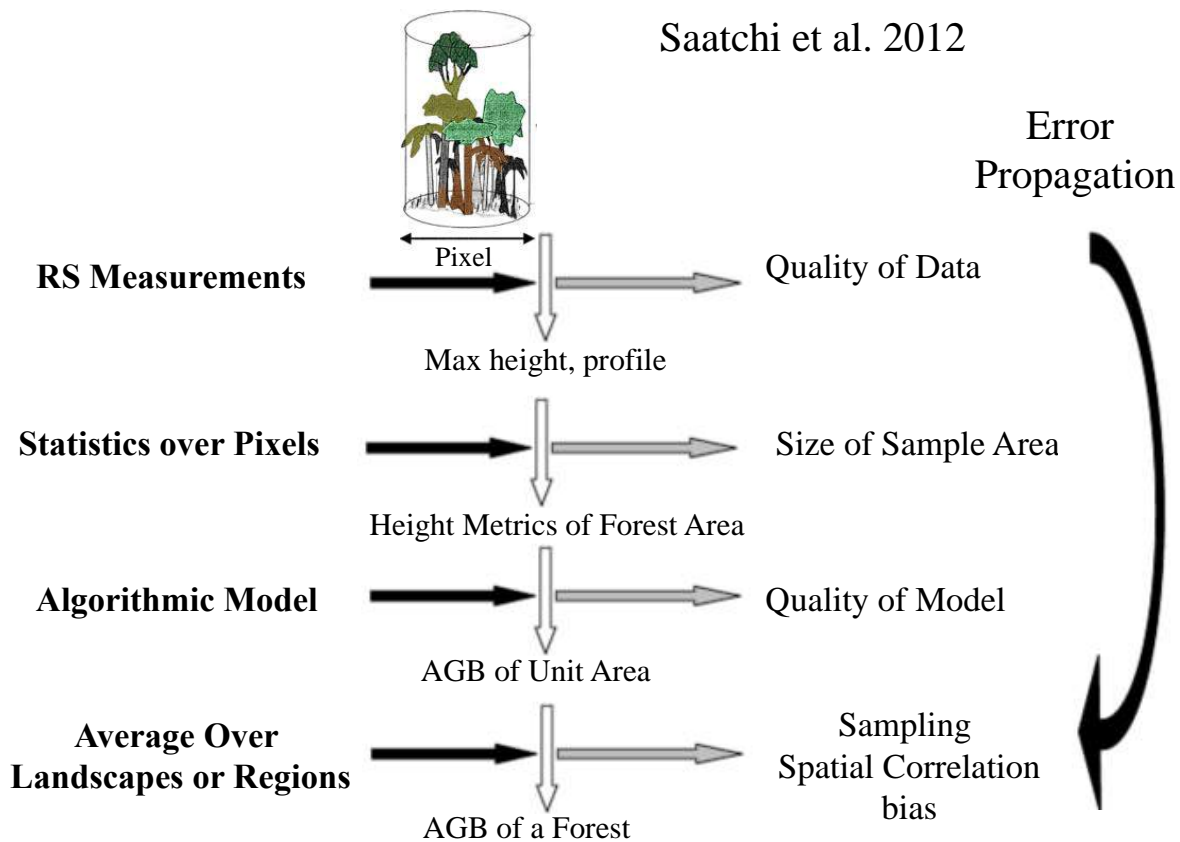 Saatchi et al. 2012
Error
Propagation
Pixel
RS Measurements
Quality of Data
Max height, profile
Statistics over Pixels
Size of Sample Area
Height Metrics of Forest Area
Algorithmic Model
Quality of Model
AGB of Unit Area
Average Over
Landscapes or Regions
Sampling
Spatial Correlation
bias
AGB of a Forest